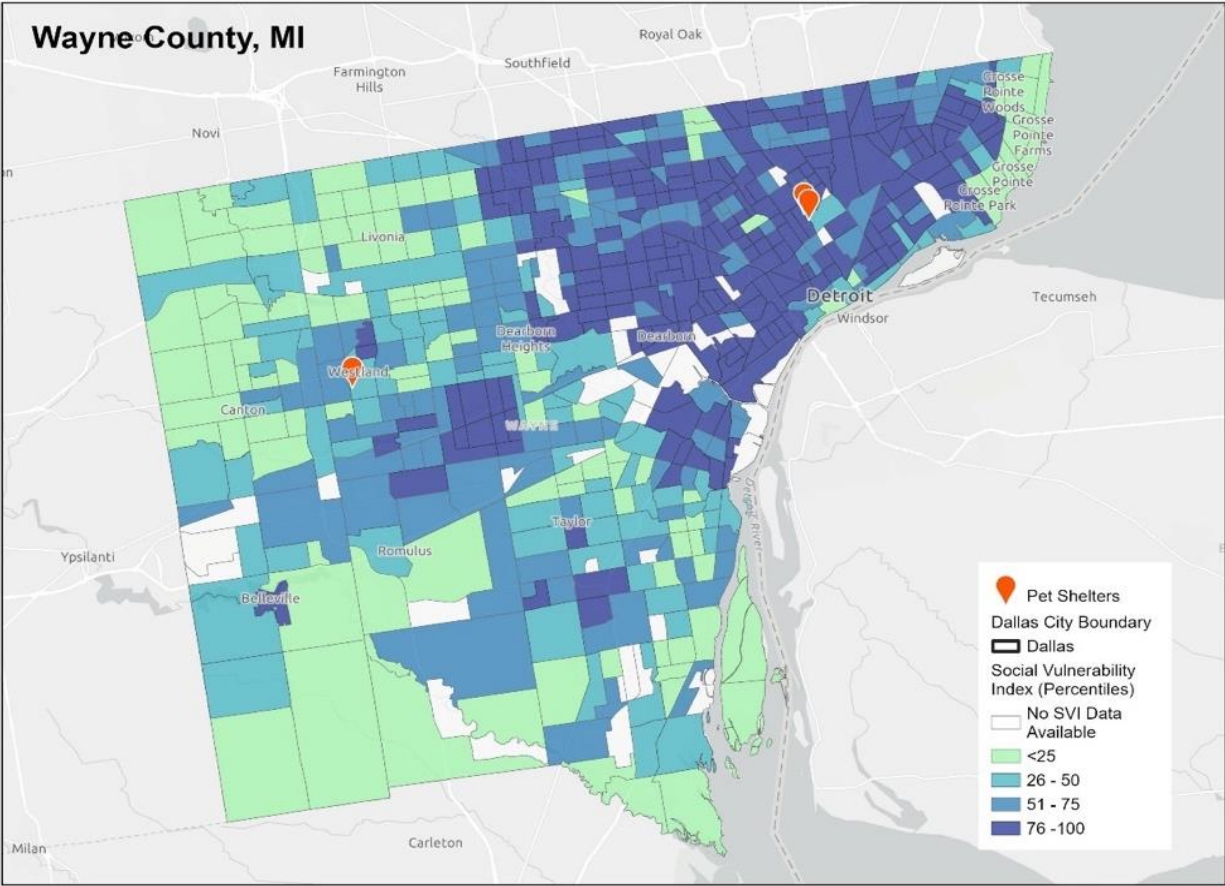 Wayne County, MI
Royal Oak
Southfield
Farmington
Hills
Novi
Grosse
Pointe
Woods
Grosse
Pointe
Farms
Grosse
Pointe
Grosse
Pointe Park
Livonia
Detroit
Tecumseh
Windsor
Dearborn
Heights
Dearborn
Westland
Canton
WAYNE
Taylor
Detroit River
Romulus
Ypsilanti
Belleville
Carleton
Milan
Pet Shelters
Dallas City Boundary
Dallas
Social Vulnerability
Index (Percentiles)
No SVI Data
Available
<25
26 - 50
51 - 75
76 -100